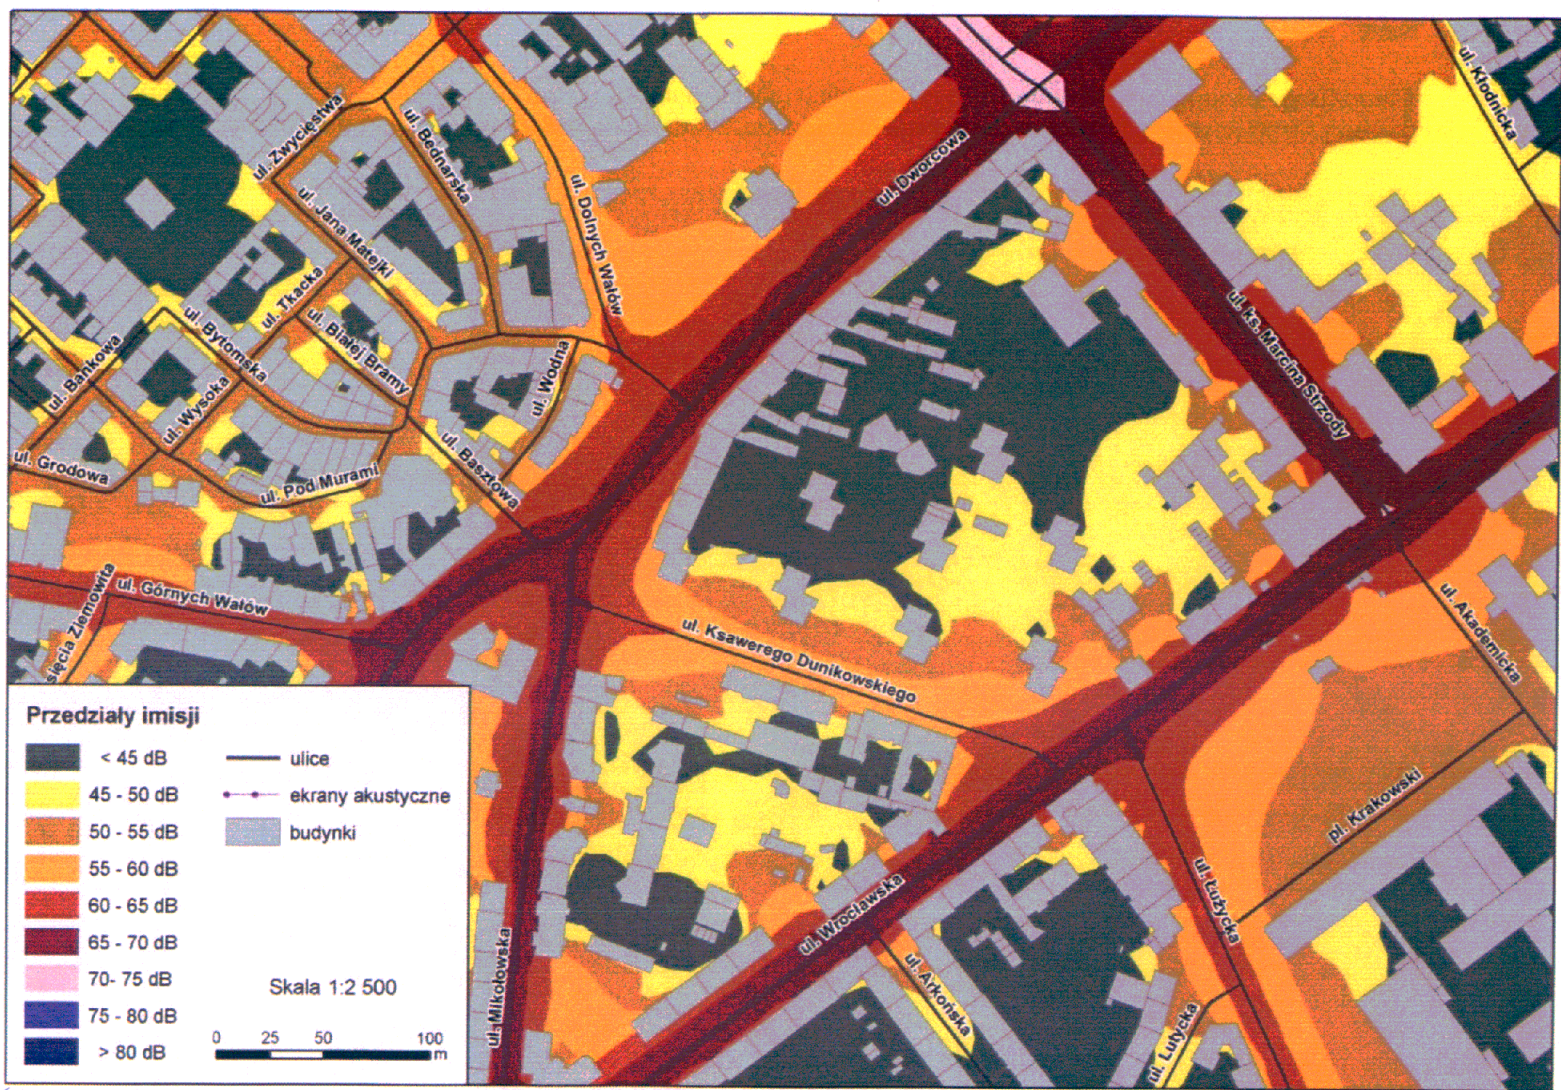 ul. Kłodnicka
ul. Zwycięstwa
ul. Bednarska
ul. Dworcowa
ul. Jana Matejki
ul. Dolnych Wałów
ul. Tkacka
ul. Białej Bramy
ul. Bytomska
ul. Bankowa
ul. Wysoka
ul. Wodna
ul. ks. Marcina Strzody
ul. Grodowa
ul. Pod Murami
ul. Basztowa
ul. Górnych Wałów
sięcia Ziemowita
ul. Ksawerego Dunikowskiego
ul. Akademicka
pl. Krakowski
ul. Wrocławska
ul. Łużycka
ul. Mikołowska
ul. Arkońska
ul. Lutycka
Przedziały imisji
< 45 dB
45 - 50 dB
50 - 55 dB
55 - 60 dB
60 - 65 dB
65 - 70 dB
70- 75 dB
75 - 80 dB
> 80 dB
ulice
ekrany akustyczne
budynki
Skala 1:2 500
0 25 50 100
m